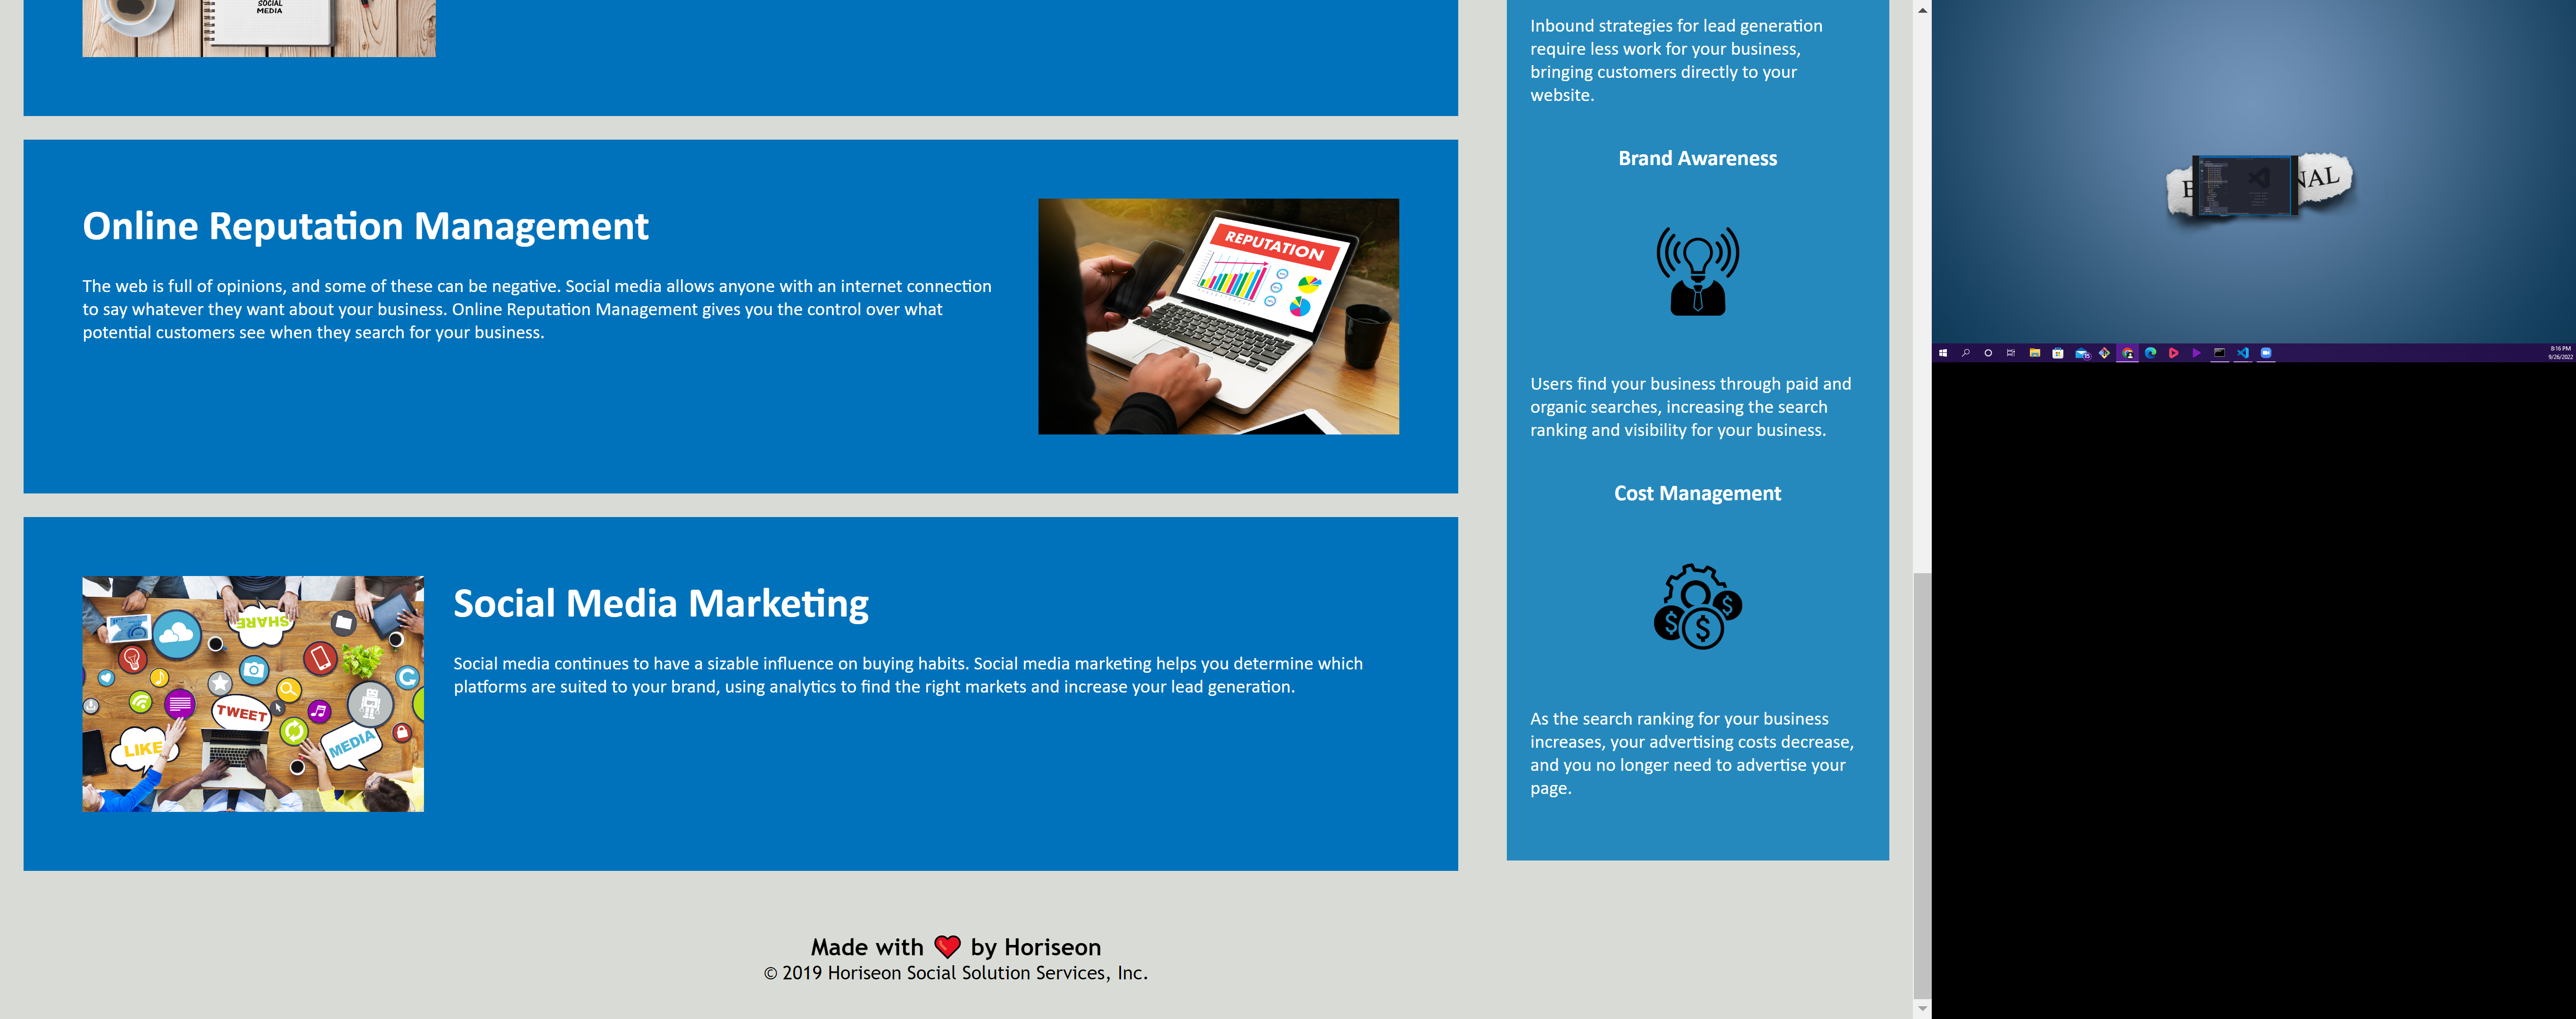 SOCIAL
MEDIA
Online Reputation Management
The web is full of opinions, and some of these can be negative. Social media allows anyone with an internet connection
to say whatever they want about your business. Online Reputation Management gives you the control over what
potential customers see when they search for your business.
REPUTATION
SHARE
TWEET
LIKE
MEDIA
Social Media Marketing
Social media continues to have a sizable influence on buying habits. Social media marketing helps you determine which
platforms are suited to your brand, using analytics to find the right markets and increase your lead generation.
Made with ❤️ by Horiseon
© 2019 Horiseon Social Solution Services, Inc.
Inbound strategies for lead generation
require less work for your business,
bringing customers directly to your
website.
Brand Awareness
Users find your business through paid and
organic searches, increasing the search
ranking and visibility for your business.
Cost Management
$ $ $
As the search ranking for your business
increases, your advertising costs decrease,
and you no longer need to advertise your
page.
NAL
15
8:16 PM
9/26/2022